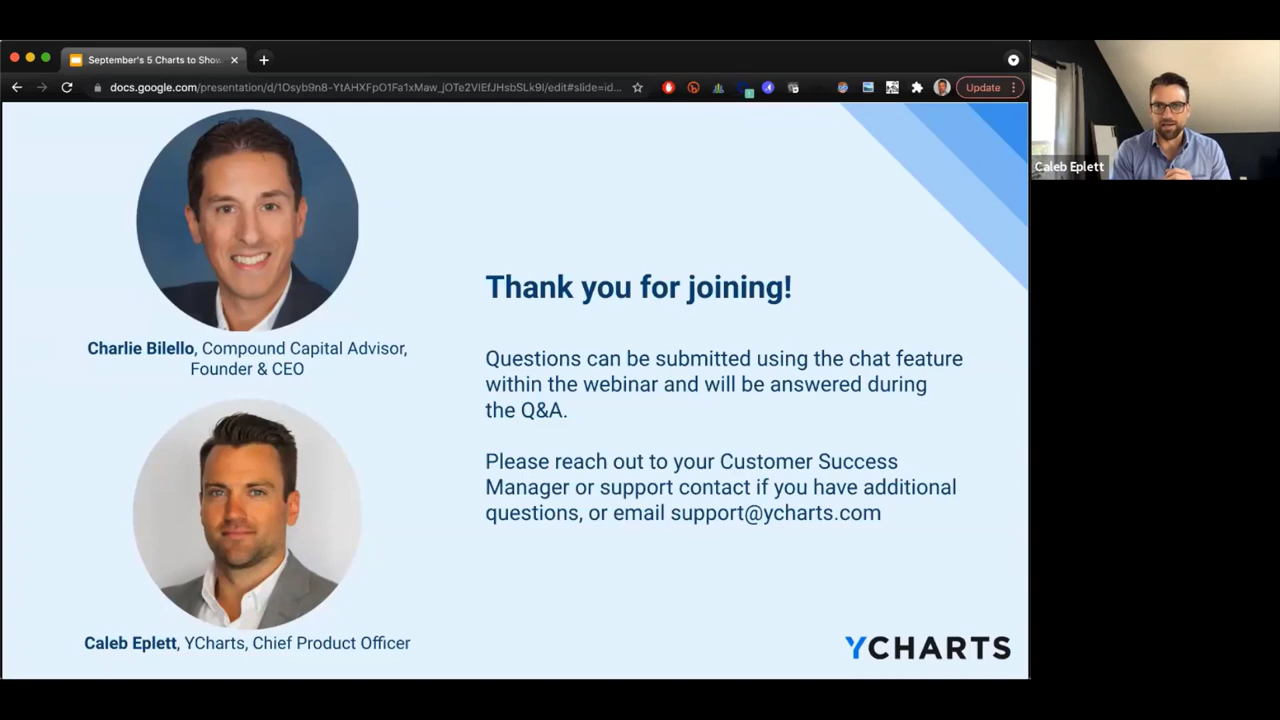 September's 5 Charts to Show
docs.google.com/presentation/d/1Osyb9n8-YtAHXFpO1Fa1xMaw_jOTe2VIEfJHsbSLk9I/edit#slide=id...
Update
Caleb Eplett
Charlie Bilello, Compound Capital Advisor,
Founder & CEO
Caleb Eplett, YCharts, Chief Product Officer
Thank you for joining!
Questions can be submitted using the chat feature
within the webinar and will be answered during
the Q&A.
Please reach out to your Customer Success
Manager or support contact if you have additional
questions, or email support@ycharts.com
YCHARTS